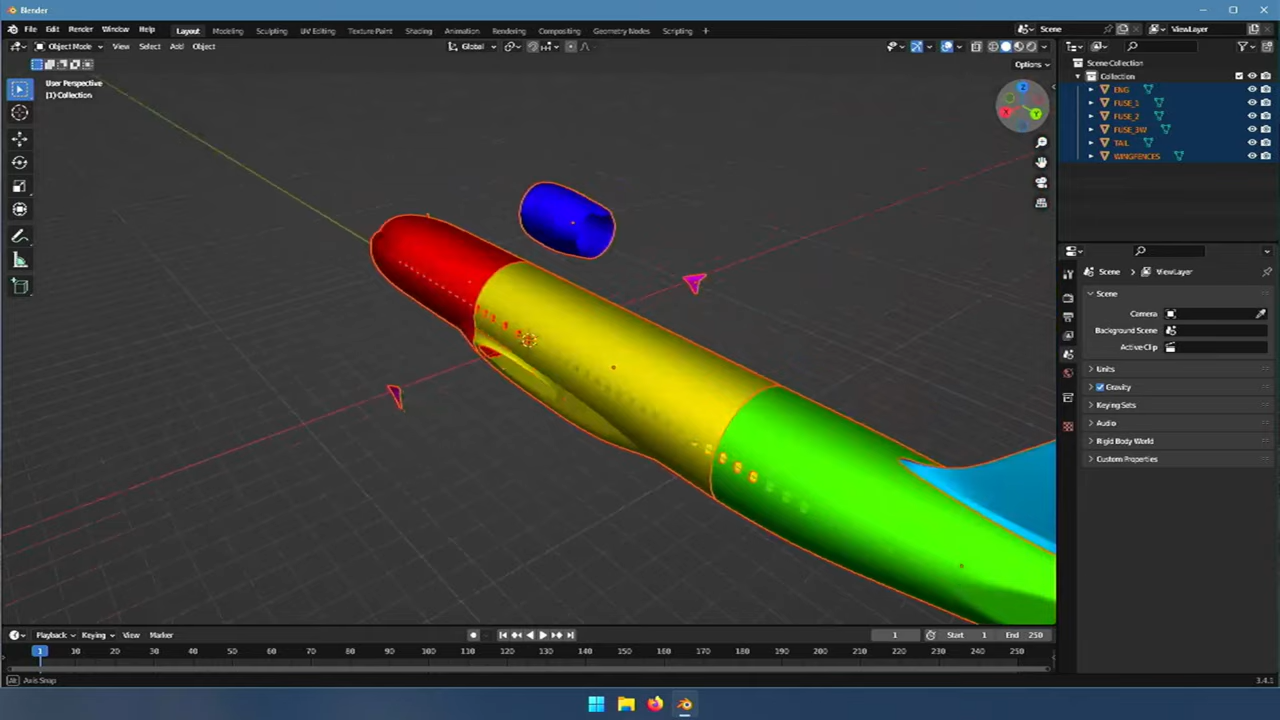 Blender
File Edit Render Window Help Layout Modeling Sculpting UV Editing Texture Paint Shading Animation Rendering Compositing Geometry Nodes Scripting + Scene ViewLayer
Object Mode View Select Add Object Global
Options
User Perspective
(1) Collection
Z
X
Y
Scene Collection
Collection
ENG
FUSE_1
FUSE_2
FUSE_3W
TAIL
WINGFENCES
Scene ViewLayer
Scene
Camera
Background Scene
Active Clip
Units
Gravity
Keying Sets
Audio
Rigid Body World
Custom Properties
Playback Keying View Marker 1 Start 1 End 250
1 10 20 30 40 50 60 70 80 90 100 110 120 130 140 150 160 170 180 190 200 210 220 230 240 250
Alt Axis Snap 3.4.1